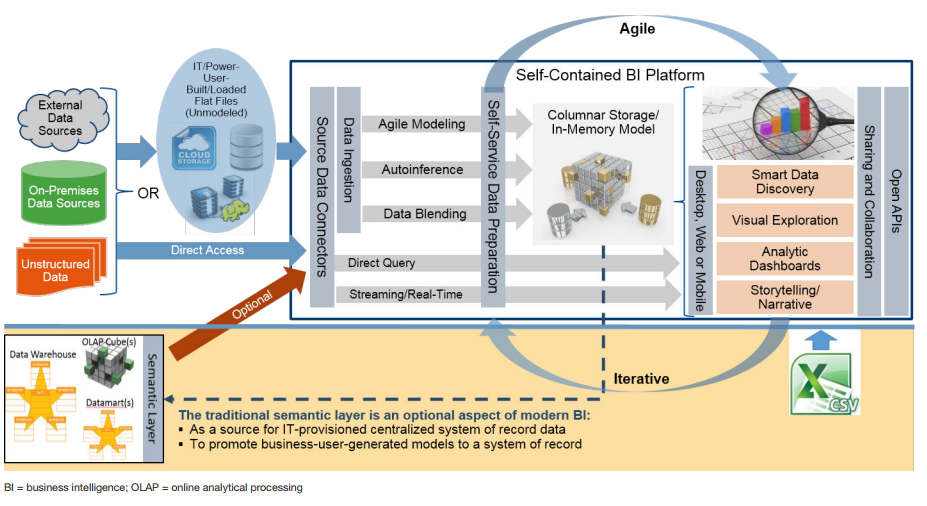 Agile
Self-Contained BI Platform
External
Data
Sources
On-Premises
Data Sources
Unstructured
Data
OR
IT/Power-
User-
Built/Loaded
Flat Files
(Unmodeled)
CLOUD
STORAGE
Direct Access
Optional
Source Data Connectors
Data Ingestion
Agile Modeling
Autoinference
Data Blending
Direct Query
Streaming/Real-Time
Self-Service Data Preparation
Columnar Storage/
In-Memory Model
Desktop, Web or Mobile
Smart Data
Discovery
Visual Exploration
Analytic
Dashboards
Storytelling/
Narrative
Sharing and Collaboration
Open APIs
Iterative
Data Warehouse
OLAP Cube(s)
Datamart(s)
Semantic Layer
The traditional semantic layer is an optional aspect of modern BI:
▪ As a source for IT-provisioned centralized system of record data
▪ To promote business-user-generated models to a system of record
X
CSV
BI = business intelligence; OLAP = online analytical processing